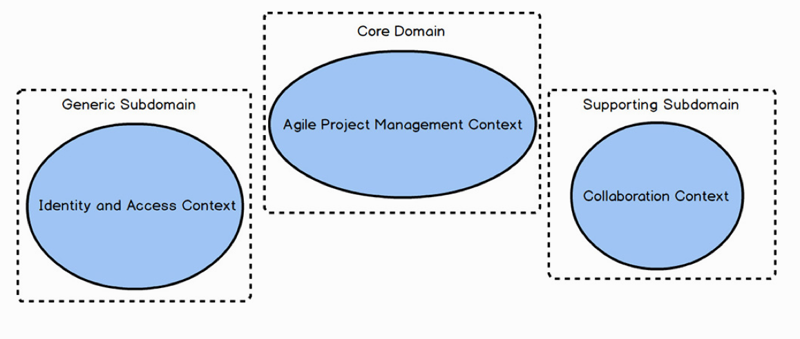 Generic Subdomain
Identity and Access Context
Core Domain
Agile Project Management Context
Supporting Subdomain
Collaboration Context